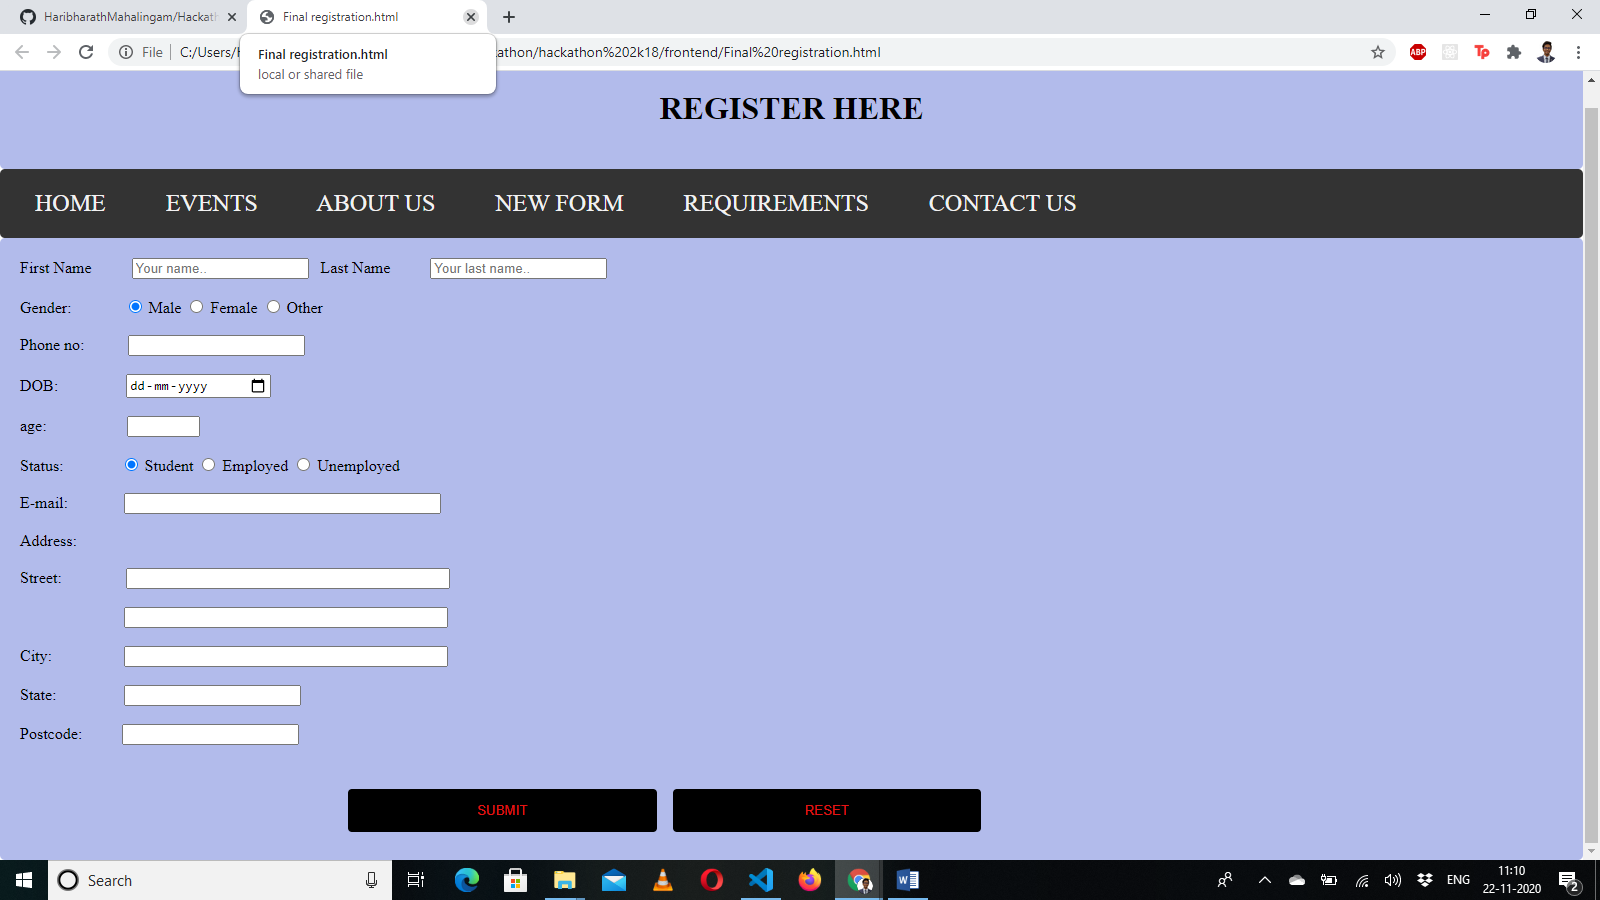 HaribharathMahalingam/Hackath
Final registration.html
File
C:/Users/H
athon/hackathon%202k18/frontend/Final%20registration.html
ABP
Tp
Final registration.html
local or shared file
REGISTER HERE
HOME EVENTS ABOUT US NEW FORM REQUIREMENTS CONTACT US
First Name Your name.. Last Name Your last name..
Gender: Male Female Other
Phone no:
DOB: dd-mm-yyyy
age:
Status: Student Employed Unemployed
E-mail:
Address:
Street:
City:
State:
Postcode:
SUBMIT RESET
Search
ENG
11:10
22-11-2020
2